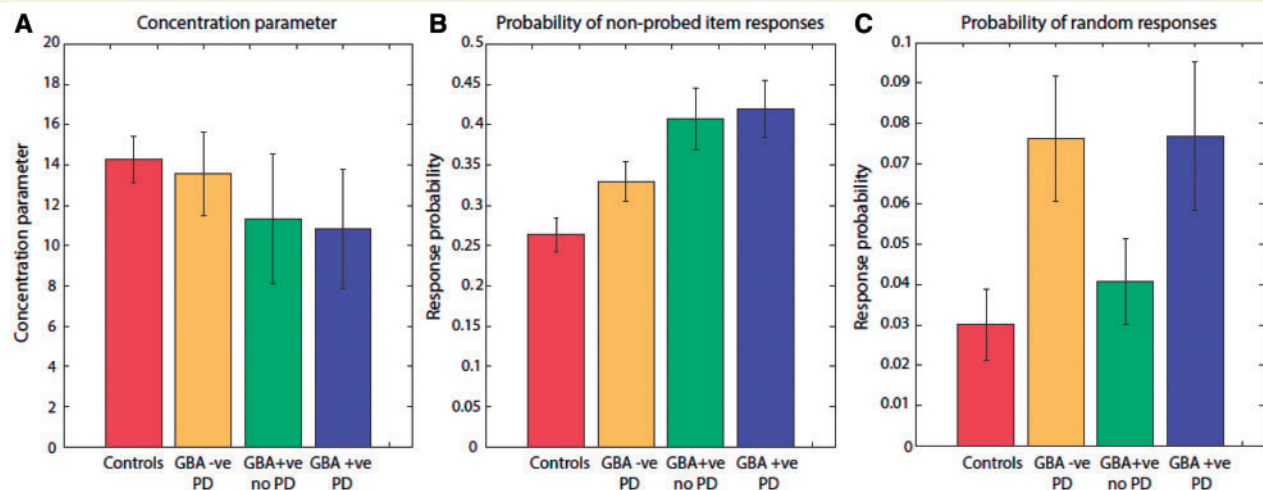 A
Concentration parameter
Concentration parameter
20
18
16
14
12
10
8
6
4
2
0
Controls
GBA -ve
PD
GBA+ve
no PD
GBA +ve
PD
B
Probability of non-probed item responses
Response probability
0.5
0.45
0.4
0.35
0.3
0.25
0.2
0.15
0.1
0.05
0
Controls
GBA -ve
PD
GBA+ve
no PD
GBA +ve
PD
C
Probability of random responses
Response probability
0.1
0.09
0.08
0.07
0.06
0.05
0.04
0.03
0.02
0.01
0
Controls
GBA -ve
PD
GBA+ve
no PD
GBA +ve
PD